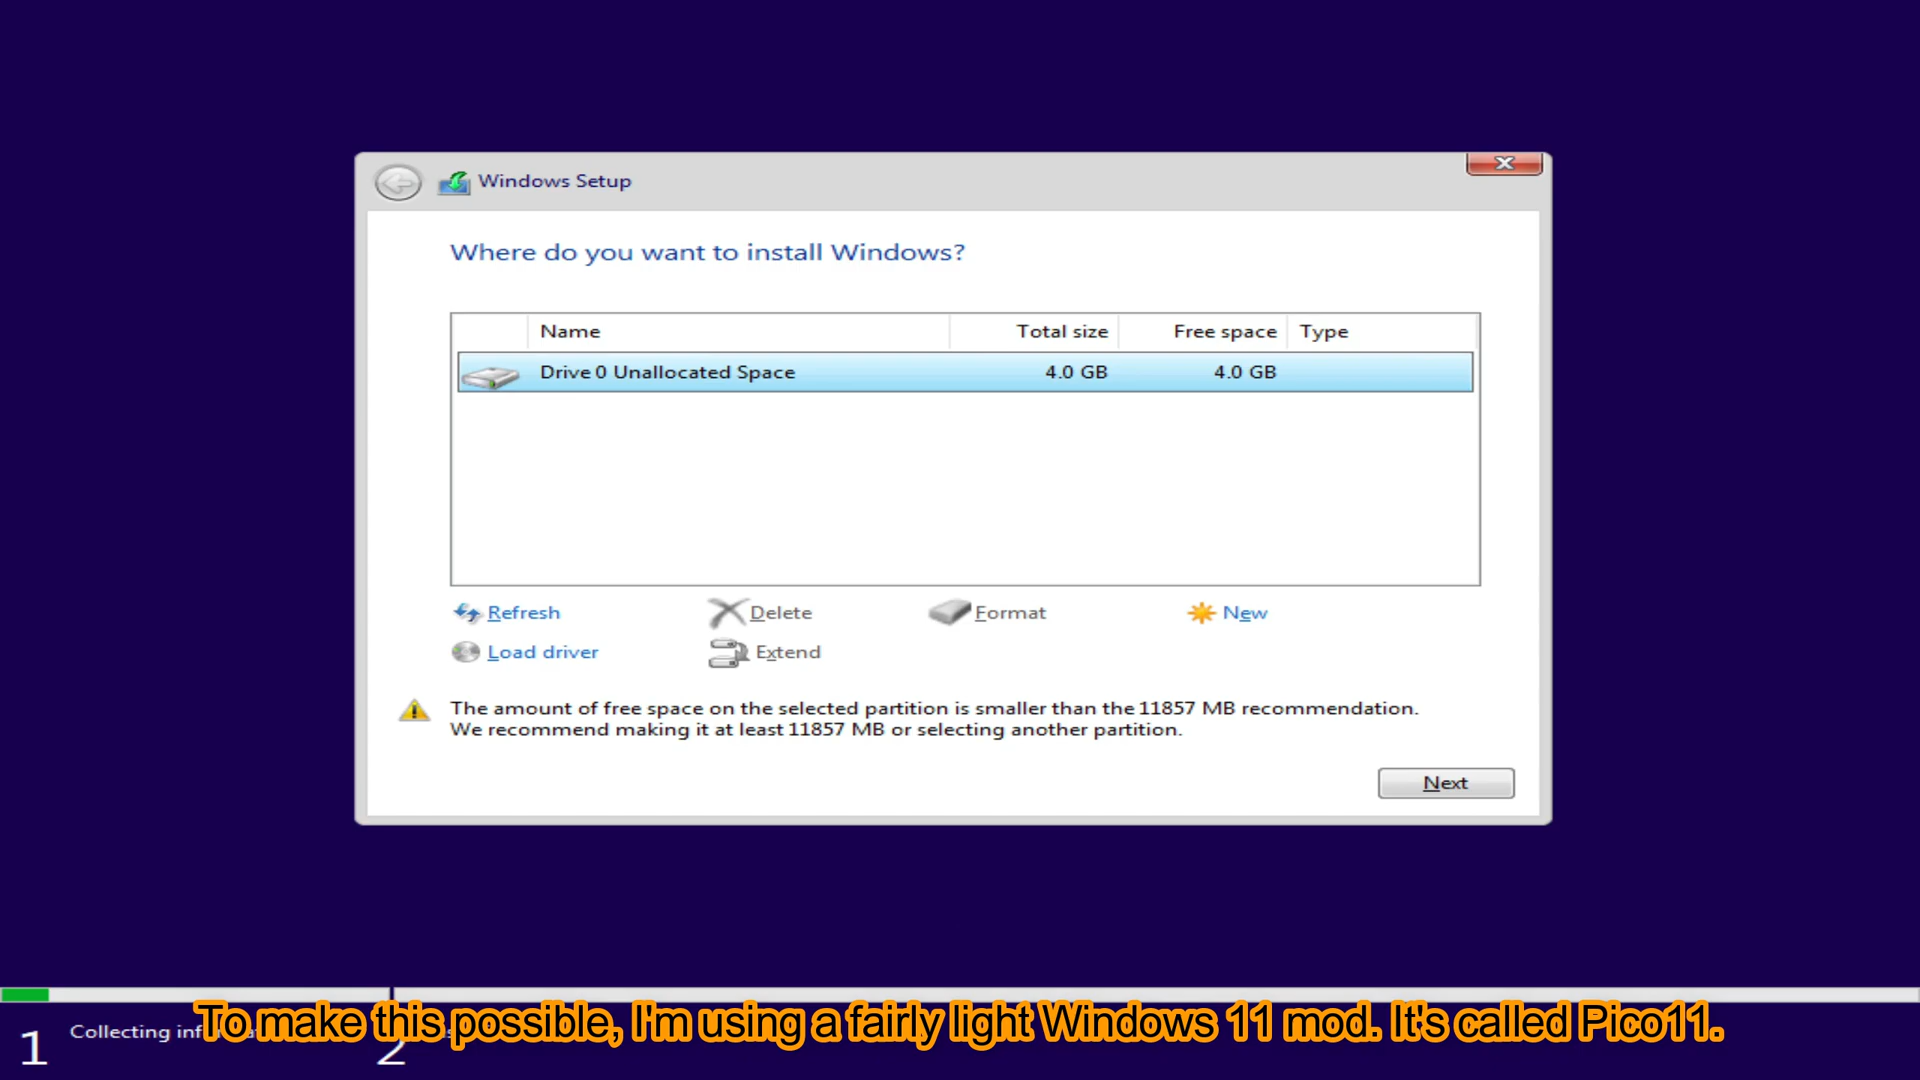 Windows Setup
Where do you want to install Windows?
Name Total size Free space Type
Drive 0 Unallocated Space 4.0 GB 4.0 GB
Refresh Delete Format New
Load driver Extend
The amount of free space on the selected partition is smaller than the 11857 MB recommendation.
We recommend making it at least 11857 MB or selecting another partition.
Next
To make this possible, I'm using a fairly light Windows 11 mod. It's called Pico11.
1 Collecting 2